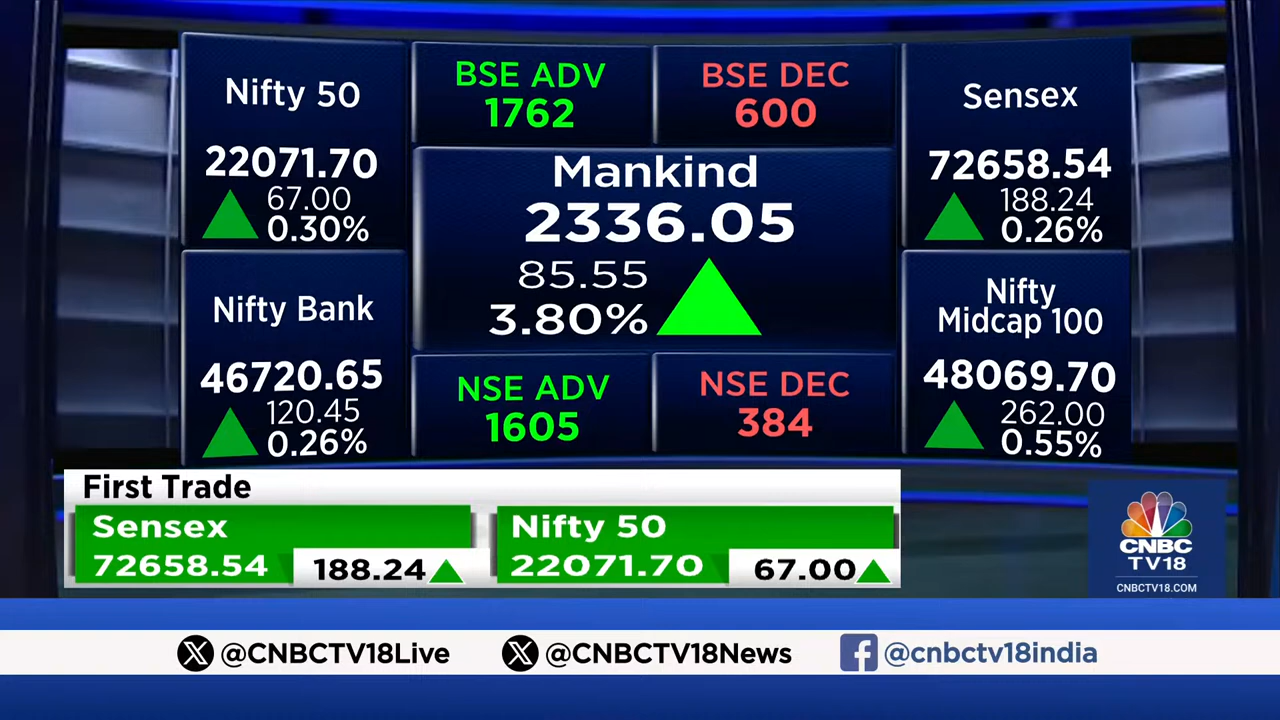 Nifty 50
22071.70
67.00
0.30%
BSE ADV
1762
BSE DEC
600
Sensex
72658.54
188.24
0.26%
Mankind
2336.05
85.55
3.80%
Nifty Bank
46720.65
120.45
0.26%
NSE ADV
1605
NSE DEC
384
Nifty
Midcap 100
48069.70
262.00
0.55%
First Trade
Sensex
72658.54 188.24
Nifty 50
22071.70 67.00
CNBC
TV18
CNBCTV18.COM
@CNBCTV18Live @CNBCTV18News @cnbctv18india